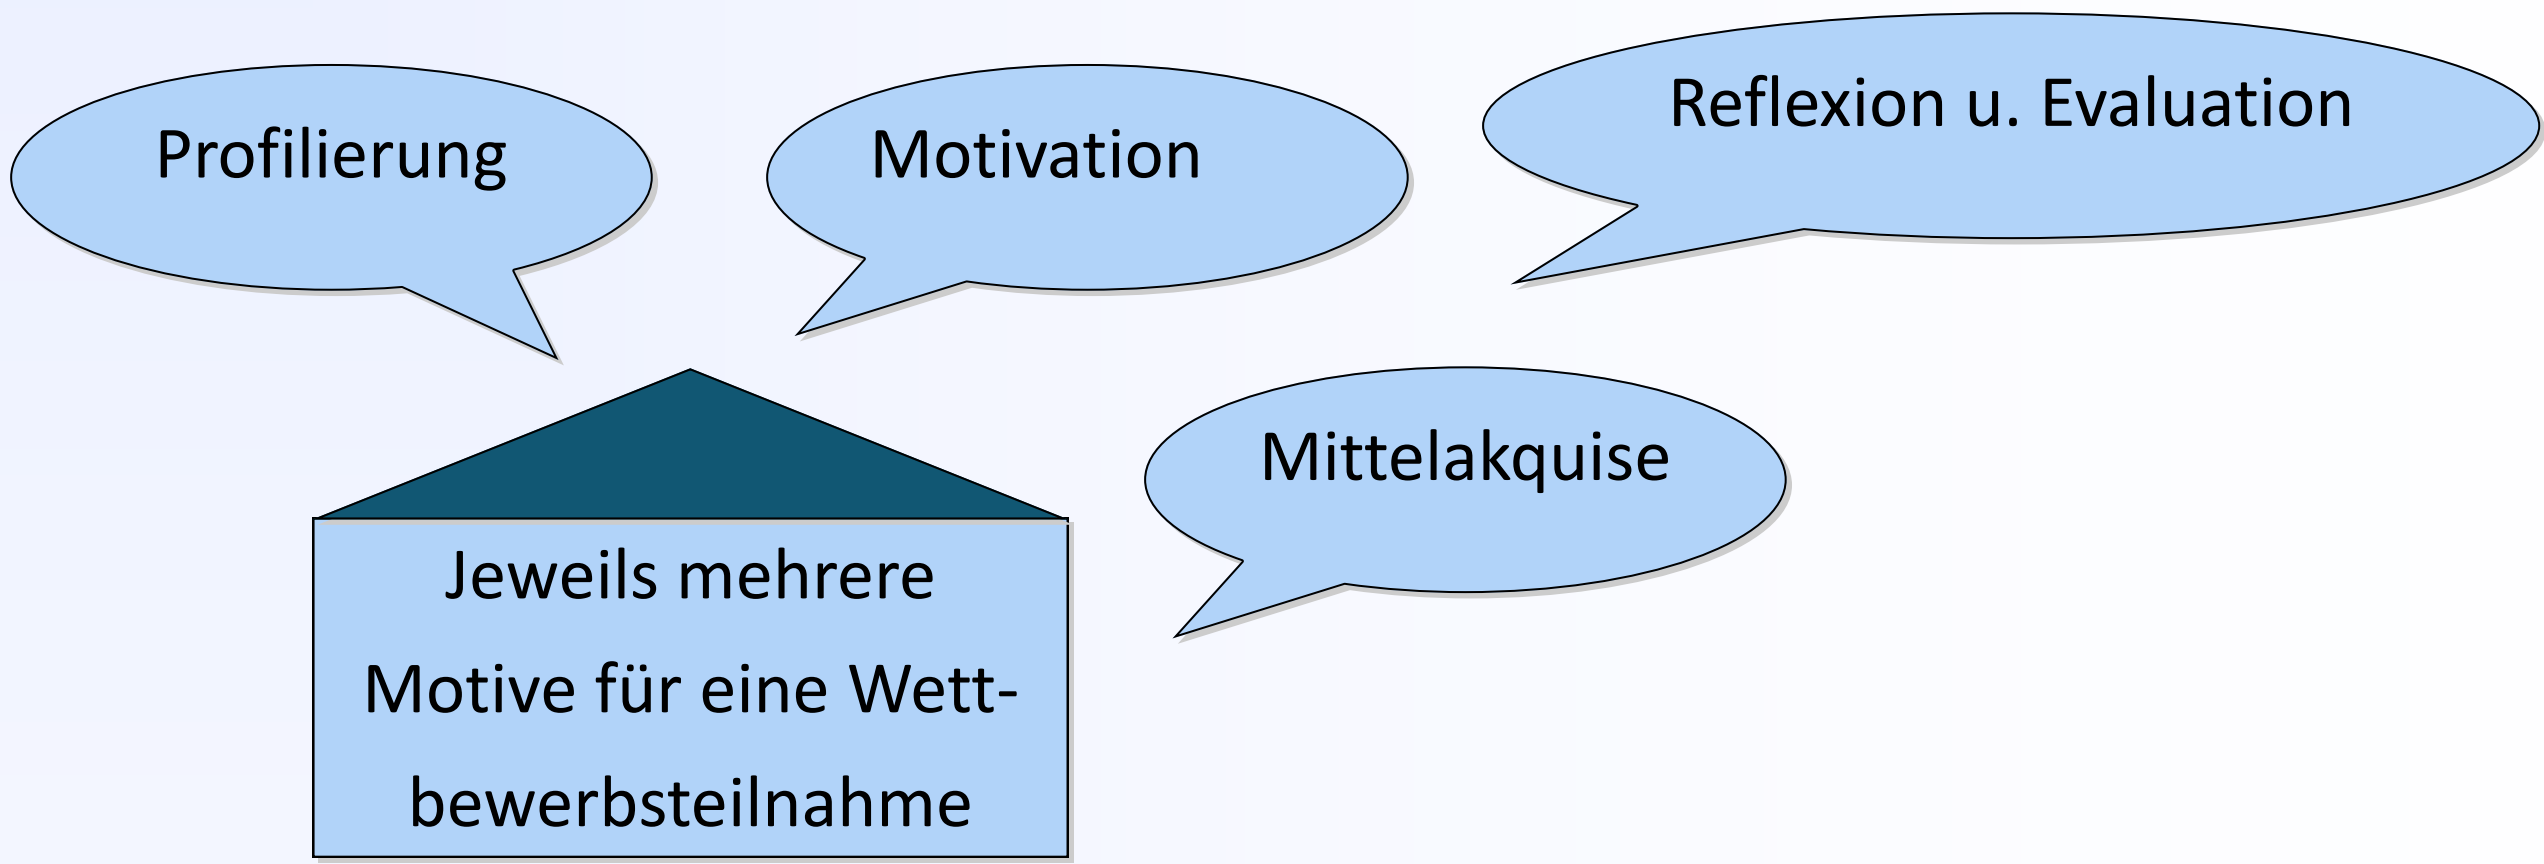 Profilierung
Motivation
Reflexion u. Evaluation
Mittelakquise
Jeweils mehrere
Motive für eine Wett-
bewerbsteilnahme